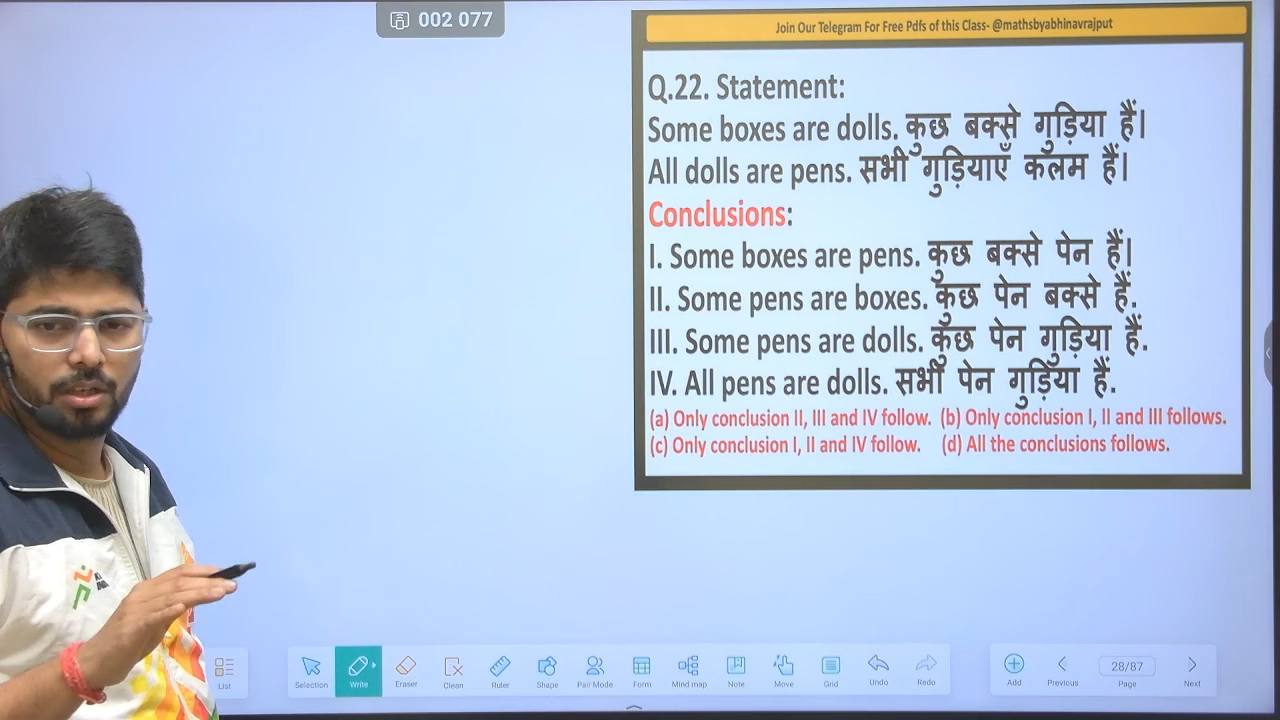 002 077
Join Our Telegram For Free Pdfs of this Class- @mathsbyabhinavrajput
Q.22. Statement:
Some boxes are dolls. कुछ बक्से गुड़िया हैं।
All dolls are pens. सभी गुड़ियाएँ कलम हैं।
Conclusions:
I. Some boxes are pens. कुछ बक्से पेन हैं।
II. Some pens are boxes. कुछ पेन बक्से हैं.
III. Some pens are dolls. कुछ पेन गुड़िया हैं.
IV. All pens are dolls. सभी पेन गुड़िया हैं.
(a) Only conclusion II, III and IV follow. (b) Only conclusion I, II and III follows.
(c) Only conclusion I, II and IV follow. (d) All the conclusions follows.
List Selection Write Eraser Clean Ruler Shape Pair Mode Form Mind map Note Move Grid Undo Redo Add Previous 28/87 Page Next